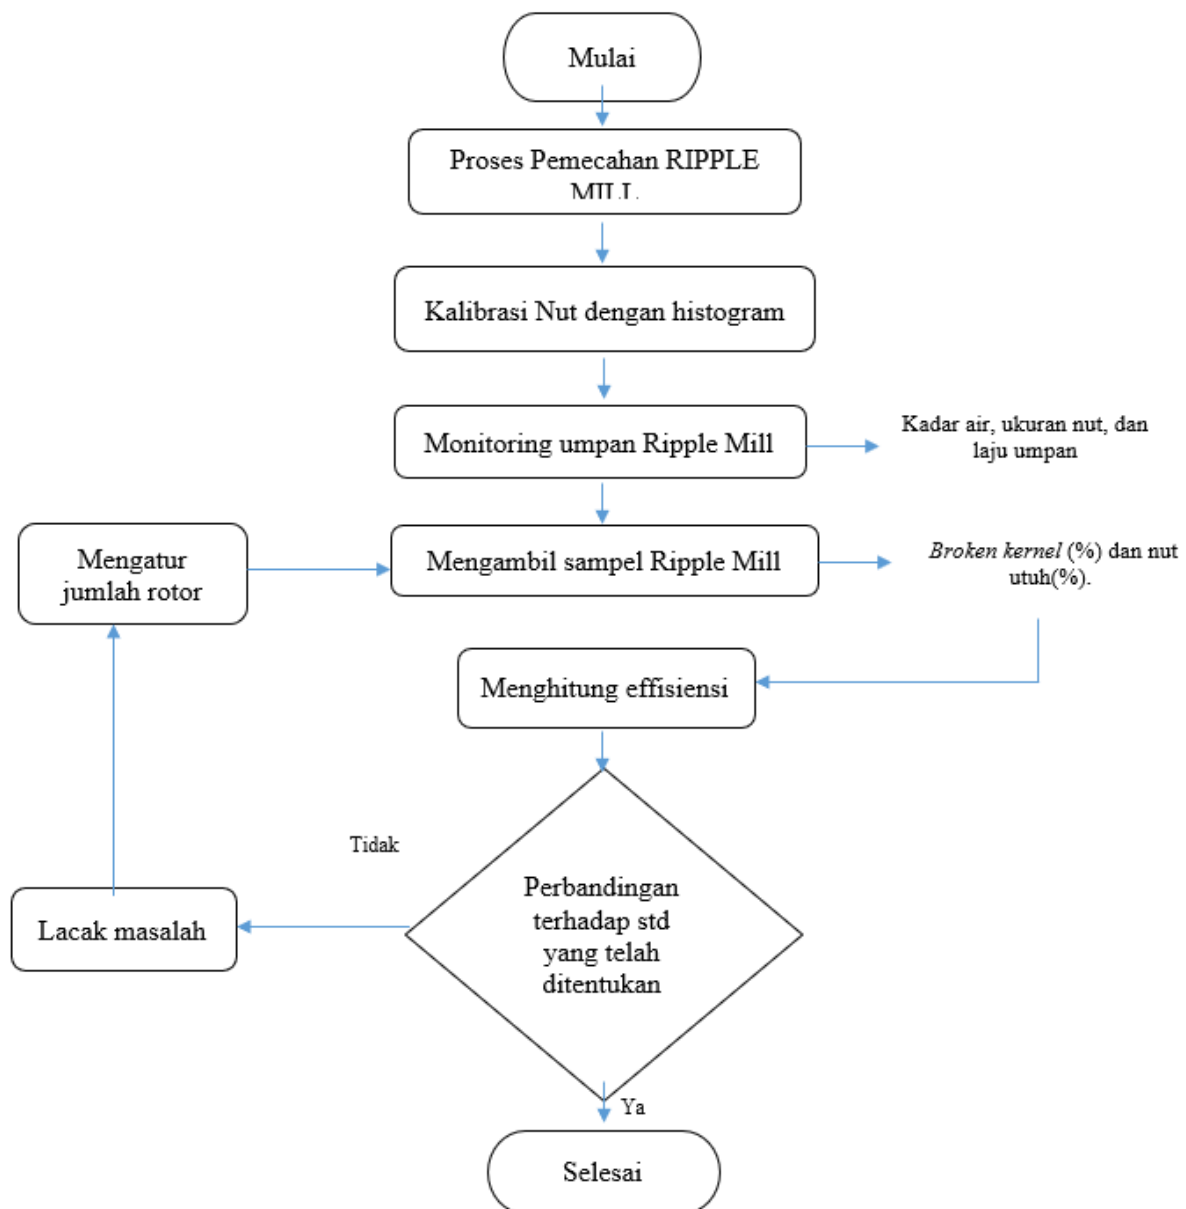 Mulai
Proses Pemecahan RIPPLE
MILL
Kalibrasi Nut dengan histogram
Monitoring umpan Ripple Mill
Kadar air, ukuran nut, dan
laju umpan
Mengatur
jumlah rotor
Mengambil sampel Ripple Mill
Broken kernel (%) dan nut
utuh(%).
Menghitung effisiensi
Tidak
Perbandingan
terhadap std
yang telah
ditentukan
Lacak masalah
Ya
Selesai